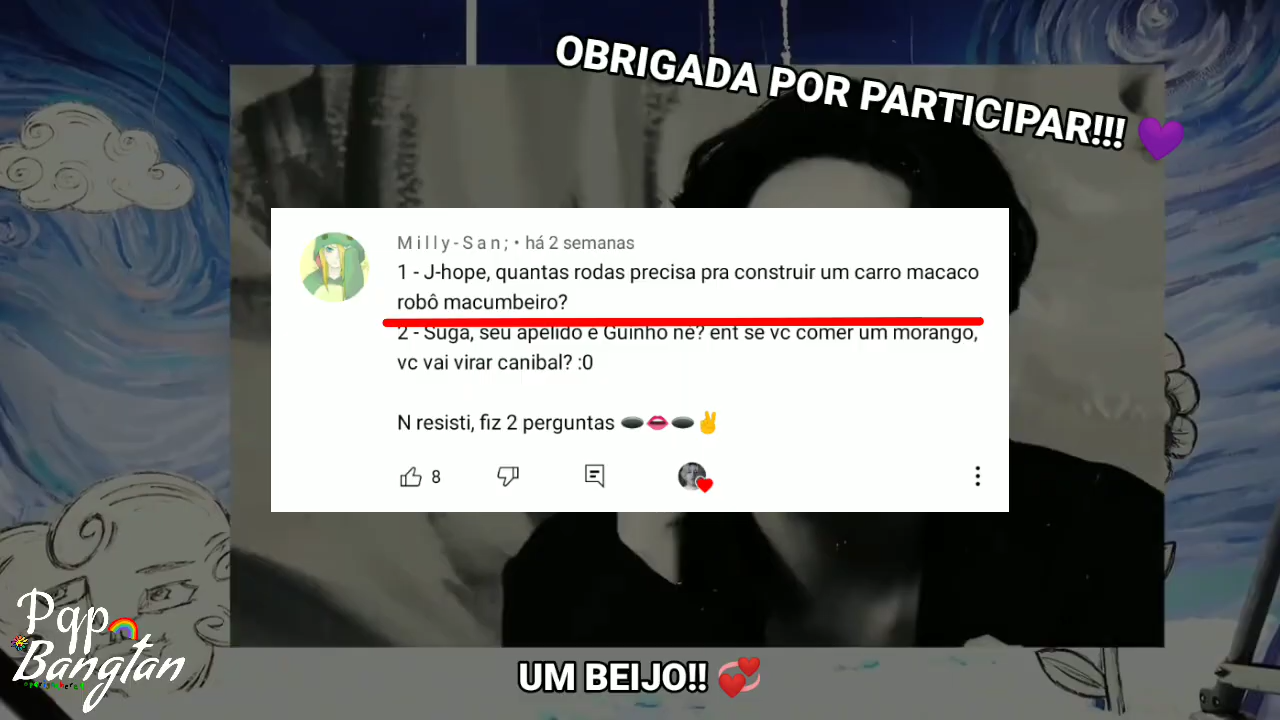 OBRIGADA POR PARTICIPAR!!! 💜
Milly-San; • há 2 semanas
1 - J-hope, quantas rodas precisa pra construir um carro macaco
robô macumbeiro?
2 - Suga, seu apelido é Guinho né? ent se vc comer um morango,
vc vai virar canibal? :0
N resisti, fiz 2 perguntas 🕳️👄🕳️✌️
8
Pqp
Bangtan
UM BEIJO!! 💞